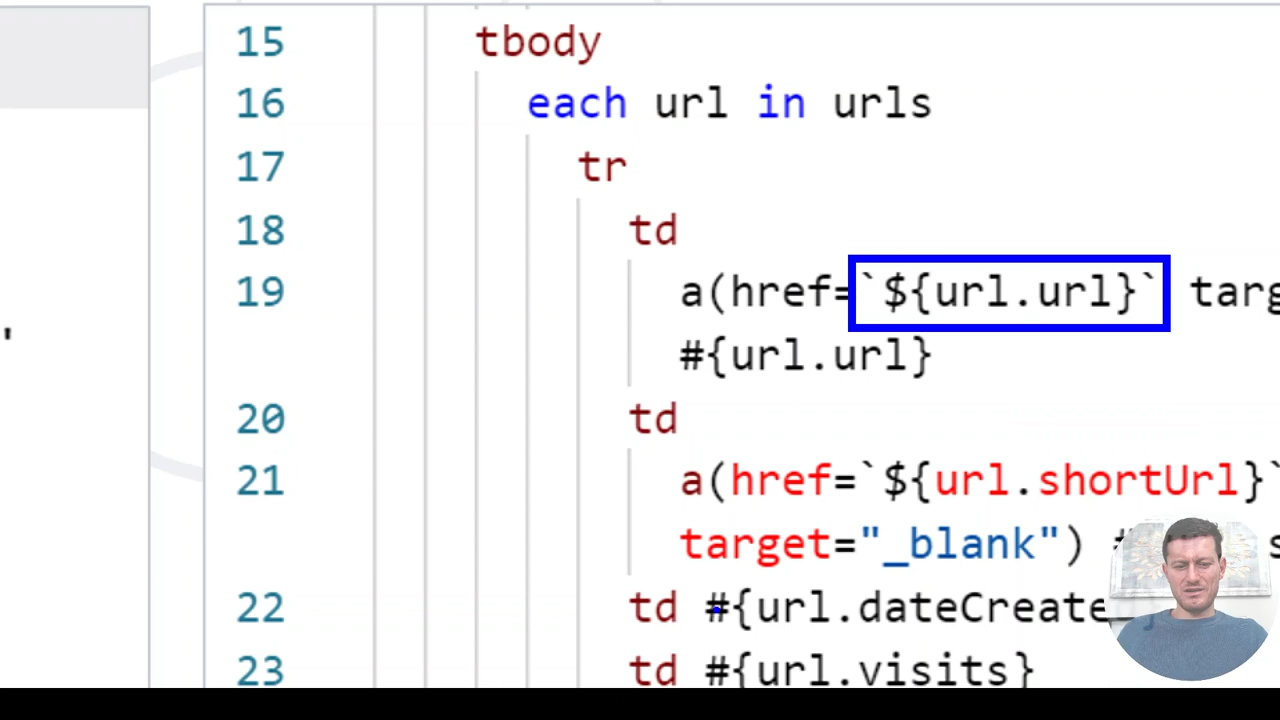 15 tbody
16 each url in urls
17 tr
18 td
19 a(href=`${url.url}`
#{url.url}
20 td
21 a(href=`${url.shortUrl}`
target="_blank")
22 td #{url.dateCreate
23 td #{url.visits}
'